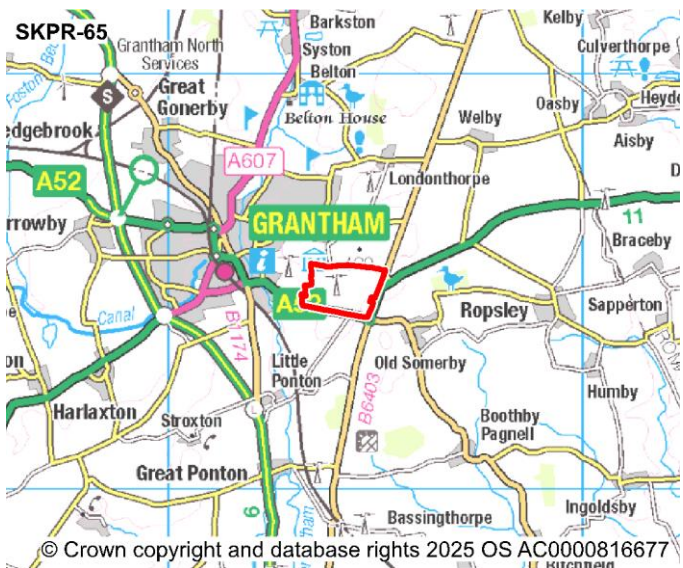 SKPR-65
Barkston
Kelby
Grantham North
Services
Syston
Culverthorpe
Belton
Great
Gonerby
Oasby
Heyde
S
Belton House
Welby
edgebrook
Aisby
A607
A52
Londonthorpe
GRANTHAM
11
rrowby
Braceby
i
A52
Canal
Ropsley
Sapperton
B1174
Little
Ponton
Old Somerby
B6403
Humby
Harlaxton
Stroxton
L
Boothby
Pagnell
Great Ponton
9
Ingoldsby
Bassingthorpe
© Crown copyright and database rights 2025 OS AC0000816677